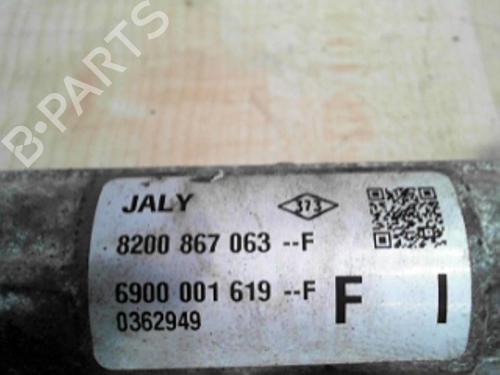 B-PARTS
JALY 373
8200 867 063 --F
6900 001 619 --F F I
0362949